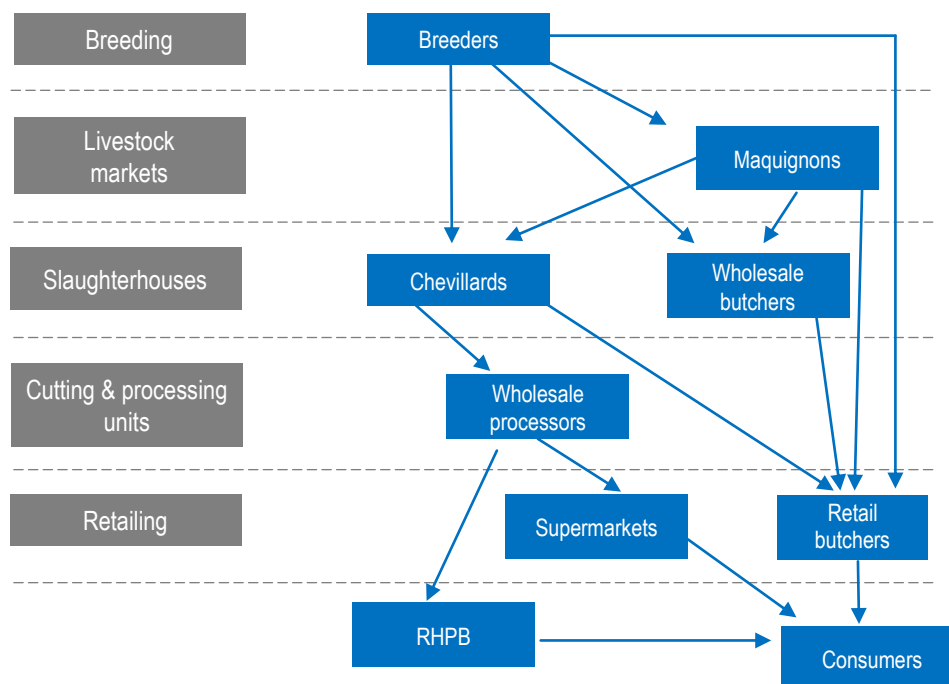 Breeding
Breeders
Livestock
markets
Maquignons
Slaughterhouses
Chevillards
Wholesale
butchers
Cutting & processing
units
Wholesale
processors
Retailing
Supermarkets
Retail
butchers
RHPB
Consumers